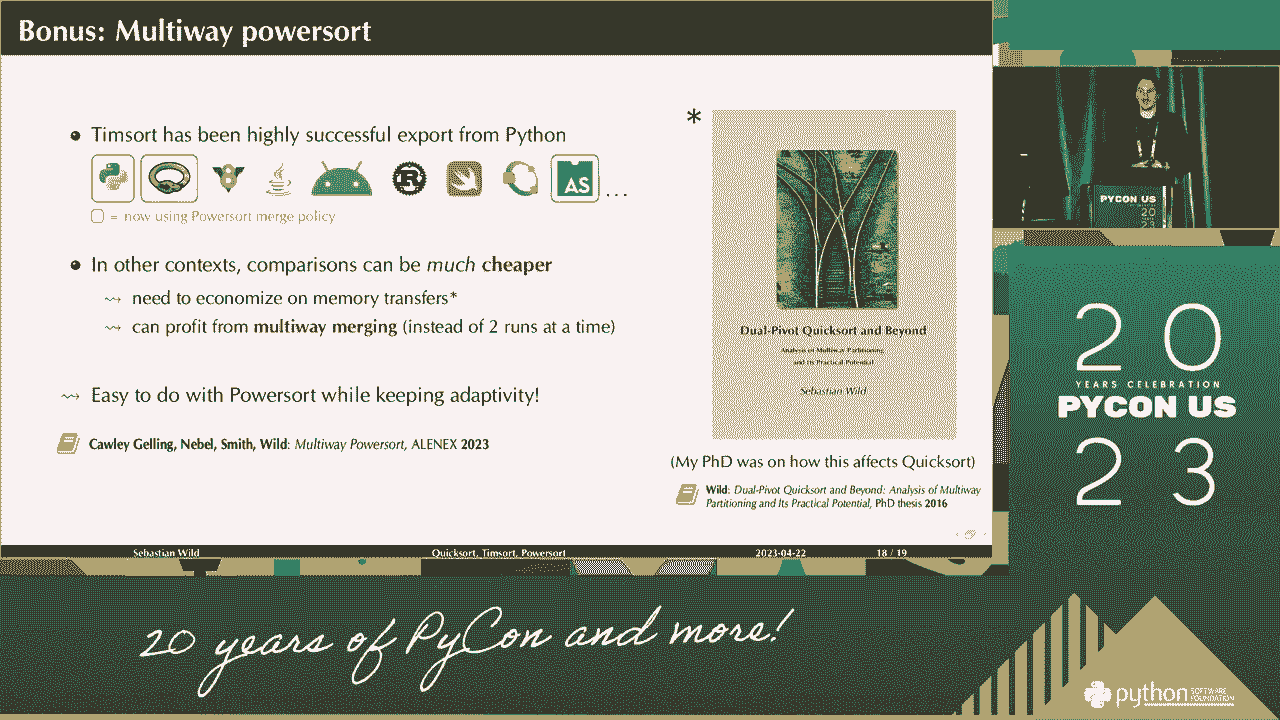 Bonus: Multiway powersort
Timsort has been highly successful export from Python
AS
...
= now using Powersort merge policy
In other contexts, comparisons can be much cheaper
need to economize on memory transfers*
can profit from multiway merging (instead of 2 runs at a time)
Easy to do with Powersort while keeping adaptivity!
Cawley Gelling, Nebel, Smith, Wild: Multiway Powersort, ALENEX 2023
*
Dual-Pivot Quicksort and Beyond
Analysis of Multiway Partitioning
and Its Practical Potential
Sebastian Wild
(My PhD was on how this affects Quicksort)
Wild: Dual-Pivot Quicksort and Beyond: Analysis of Multiway
Partitioning and Its Practical Potential, PhD thesis 2016
Sebastian Wild
Quicksort, Timsort, Powersort
2023-04-22
18 / 19
PYCON US
20
23
20
YEARS CELEBRATION
PYCON US
23
20 years of PyCon and more!
python
SOFTWARE
FOUNDATION